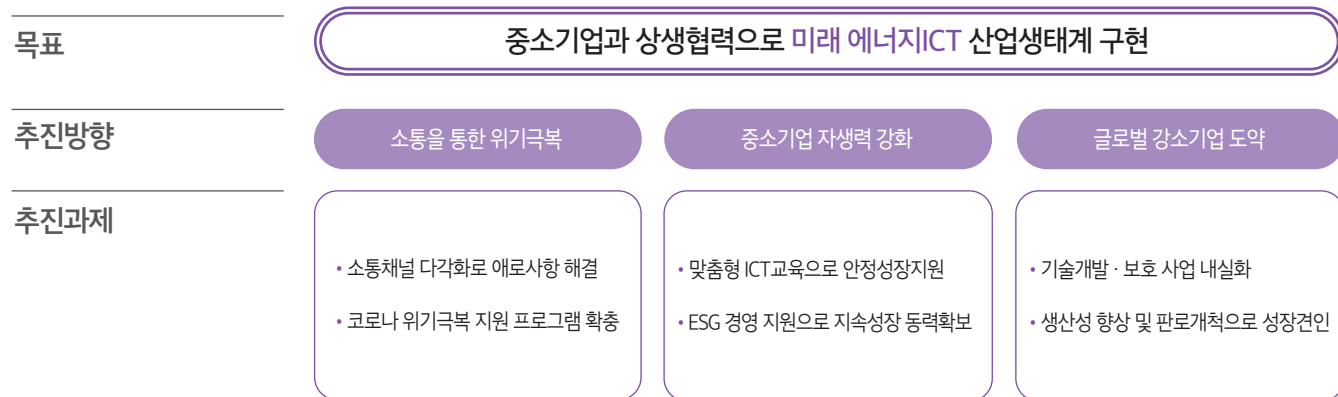 목표
중소기업과 상생협력으로 미래 에너지ICT 산업생태계 구현
추진방향
소통을 통한 위기극복
중소기업 자생력 강화
글로벌 강소기업 도약
추진과제
• 소통채널 다각화로 애로사항 해결
• 코로나 위기극복 지원 프로그램 확충
• 맞춤형 ICT교육으로 안정성장지원
• ESG 경영 지원으로 지속성장 동력확보
• 기술개발 · 보호 사업 내실화
• 생산성 향상 및 판로개척으로 성장견인